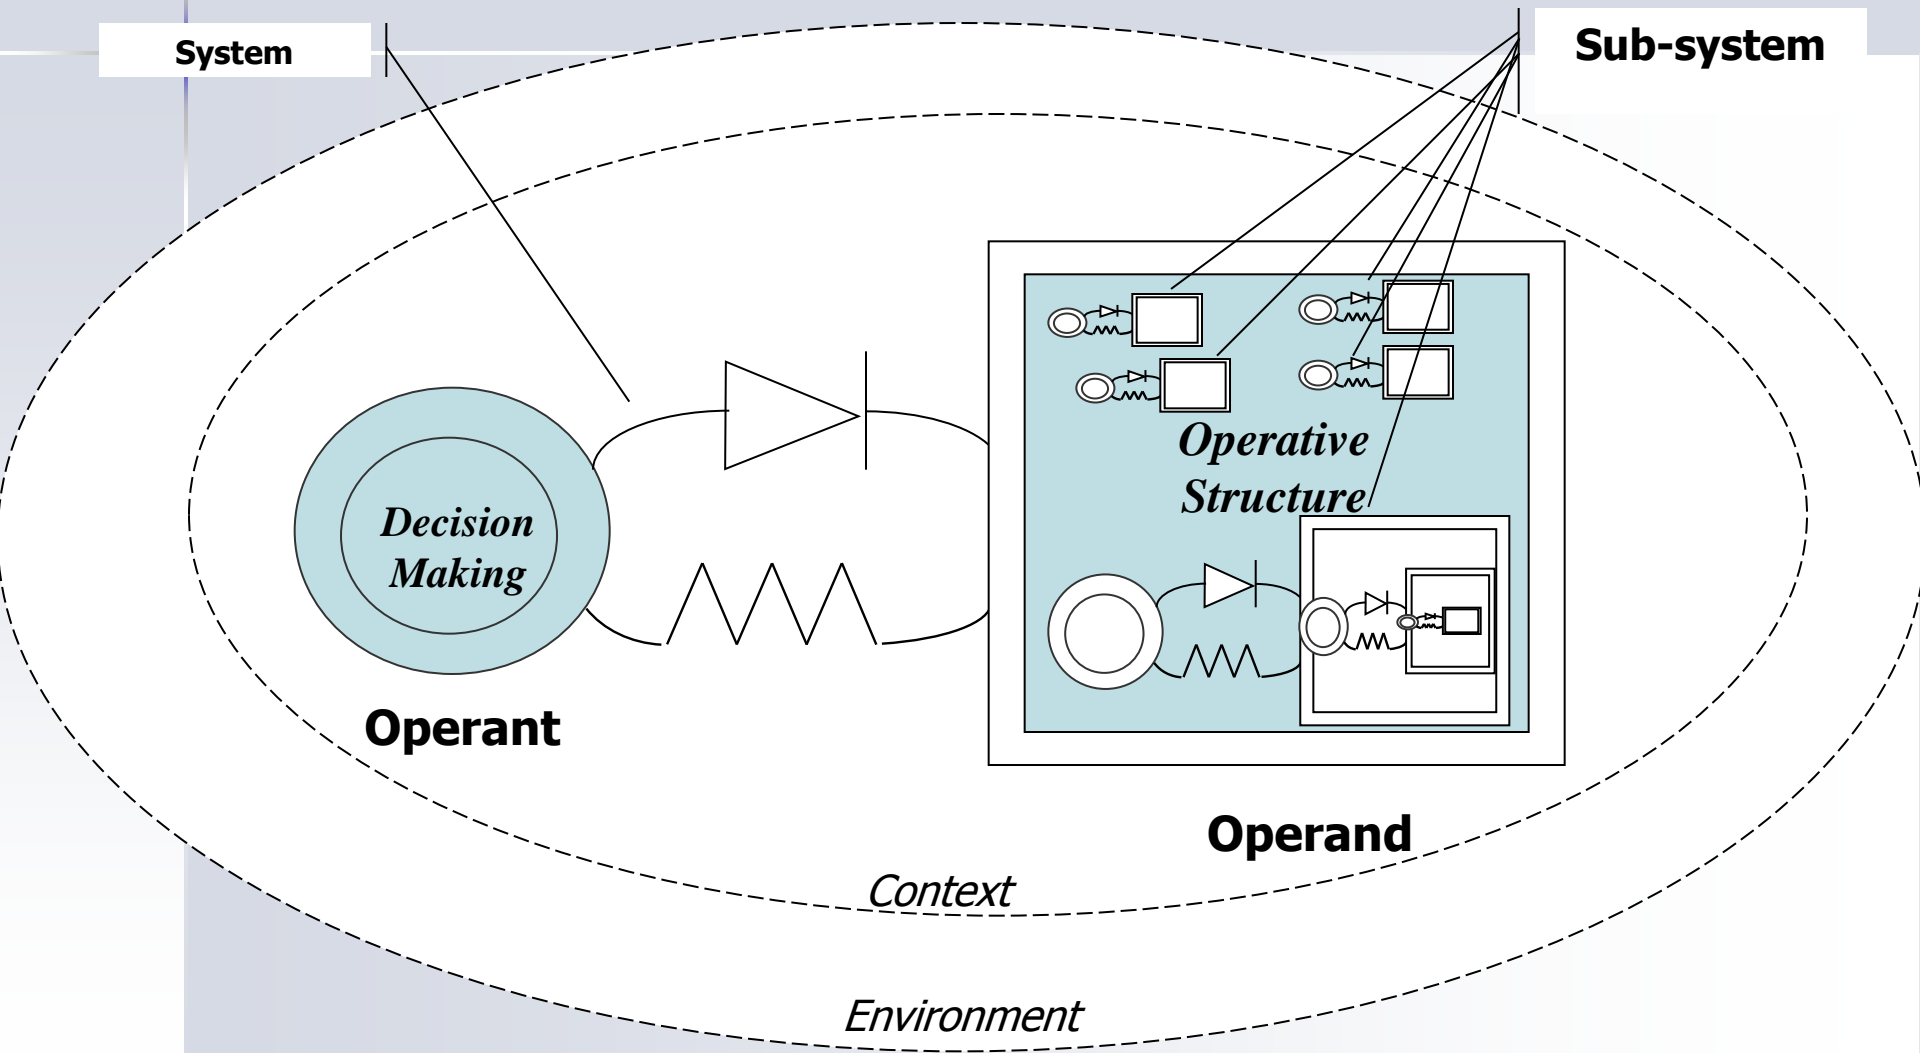 System
Sub-system
Operative
Structure
Decision
Making
Operant
Operand
Context
Environment